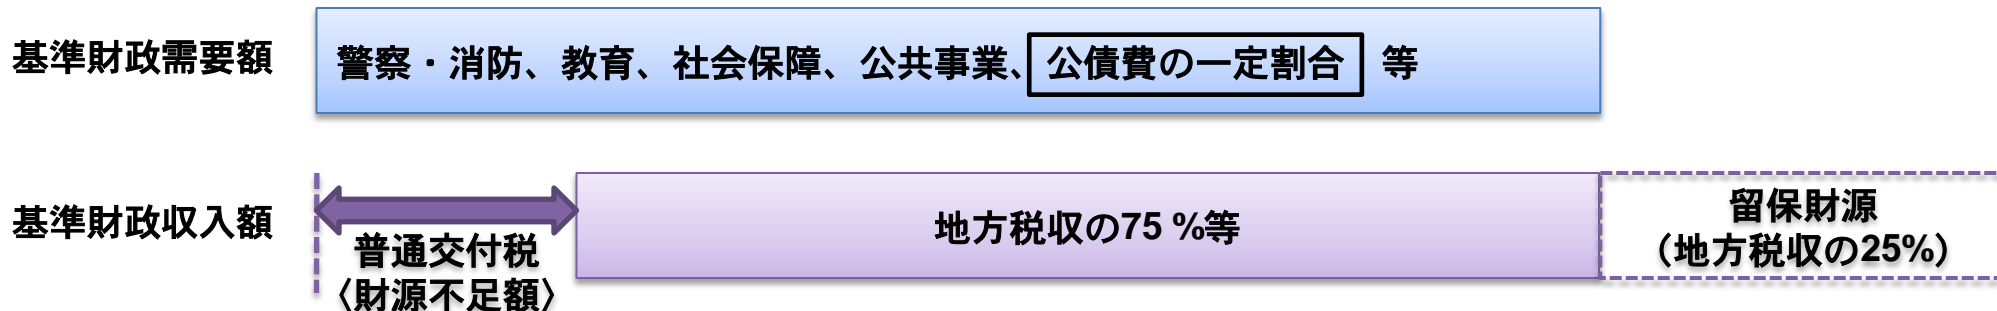 基準財政需要額
警察・消防、教育、社会保障、公共事業、公債費の一定割合 等
基準財政収入額
普通交付税
〈財源不足額〉
地方税収の75 %等
留保財源
（地方税収の25%）